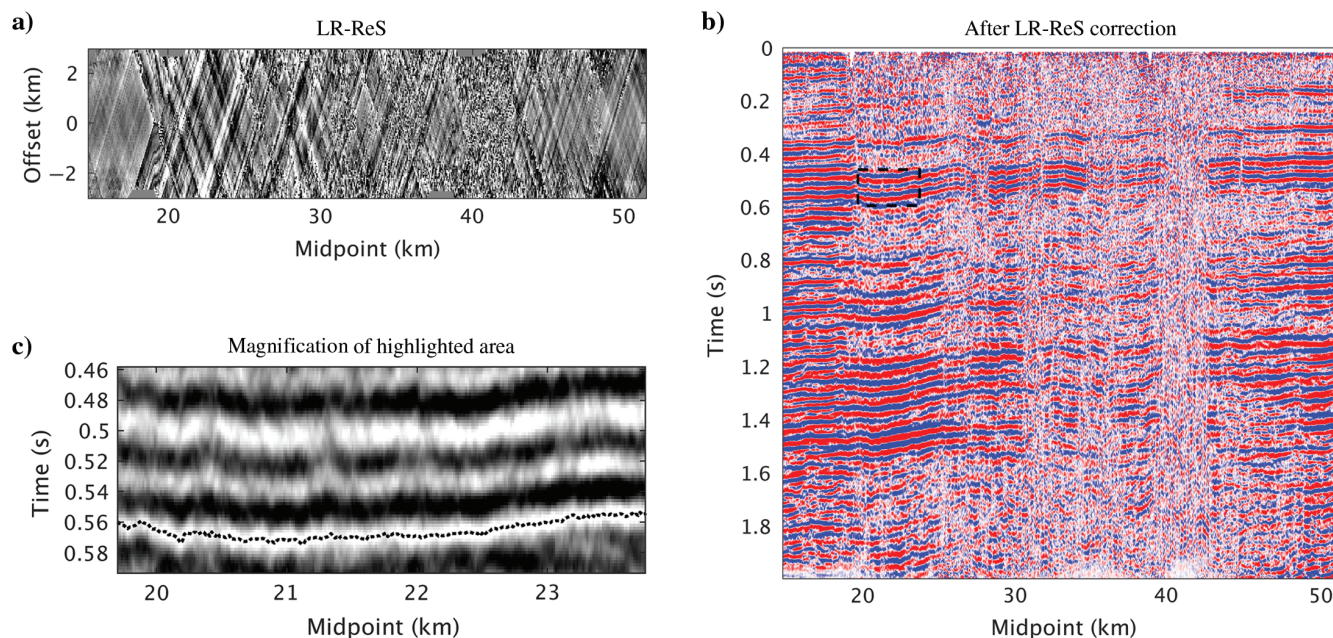 a)
LR-ReS
Offset (km)
2
0
−2
20
30
40
50
Midpoint (km)
b)
After LR-ReS correction
Time (s)
0
0.2
0.4
0.6
0.8
1
1.2
1.4
1.6
1.8
20
30
40
50
Midpoint (km)
c)
Magnification of highlighted area
Time (s)
0.46
0.48
0.5
0.52
0.54
0.56
0.58
20
21
22
23
Midpoint (km)